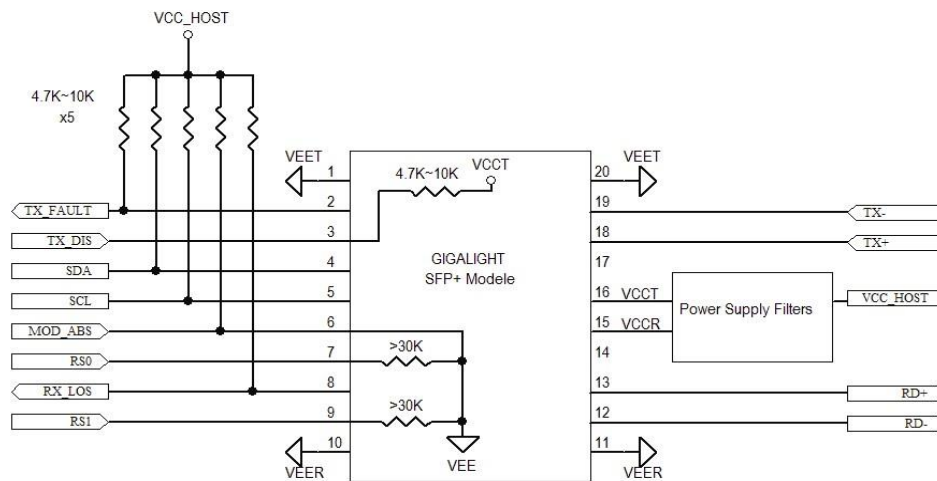 VCC_HOST
4.7K~10K
x5
VEET
1
4.7K~10K
VCCT
20
VEET
TX_FAULT
2
19
TX-
TX_DIS
3
18
TX+
SDA
4
GIGALIGHT
SFP+ Modele
17
SCL
5
16
VCCT
Power Supply Filters
VCC_HOST
MOD_ABS
6
15
VCCR
RS0
7
>30K
14
RX_LOS
8
13
RD+
RS1
9
>30K
12
RD-
10
VEER
VEE
11
VEER